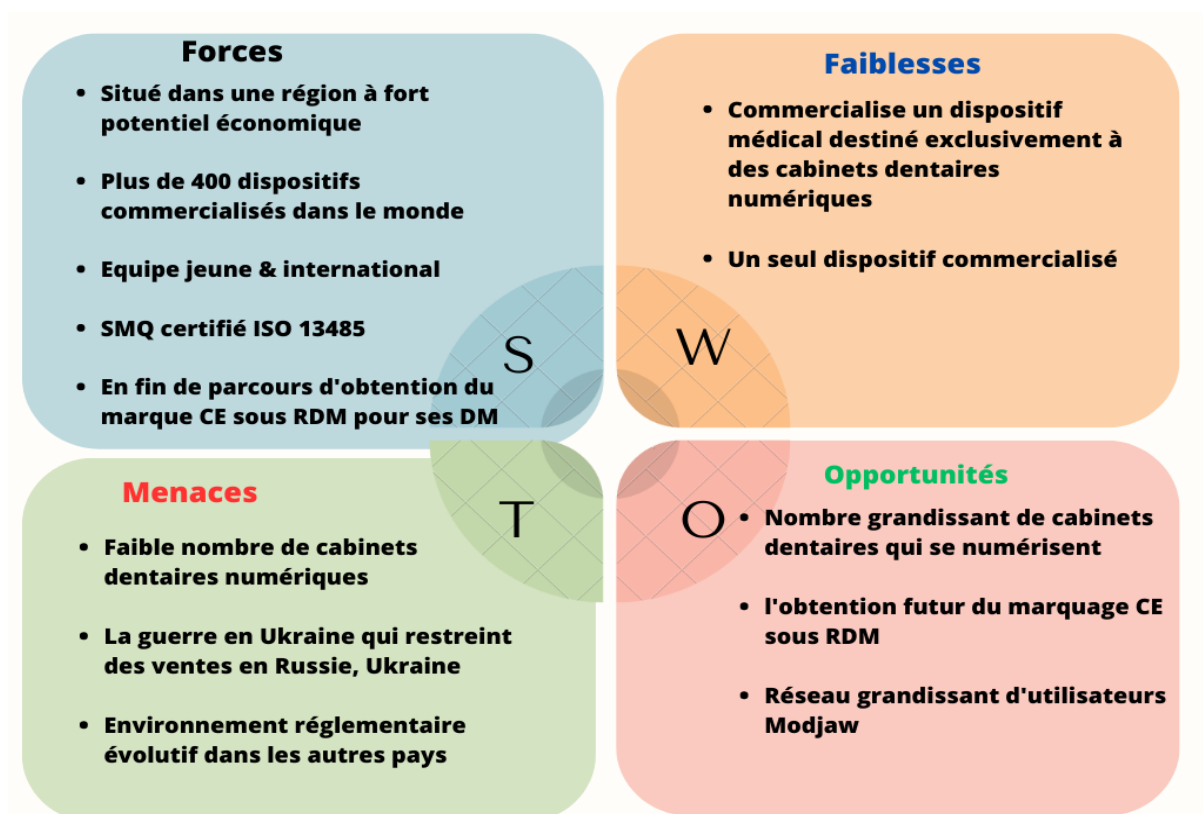 Forces
• Situé dans une région à fort
potentiel économique
• Plus de 400 dispositifs
commercialisés dans le monde
• Equipe jeune & international
• SMQ certifié ISO 13485
• En fin de parcours d'obtention du
marque CE sous RDM pour ses DM
S
Faiblesses
• Commercialise un dispositif
médical destiné exclusivement à
des cabinets dentaires
numériques
• Un seul dispositif commercialisé
W
Menaces
• Faible nombre de cabinets
dentaires numériques
• La guerre en Ukraine qui restreint
des ventes en Russie, Ukraine
• Environnement réglementaire
évolutif dans les autres pays
T
Opportunités
O
• Nombre grandissant de cabinets
dentaires qui se numérisent
• l'obtention futur du marquage CE
sous RDM
• Réseau grandissant d'utilisateurs
Modjaw